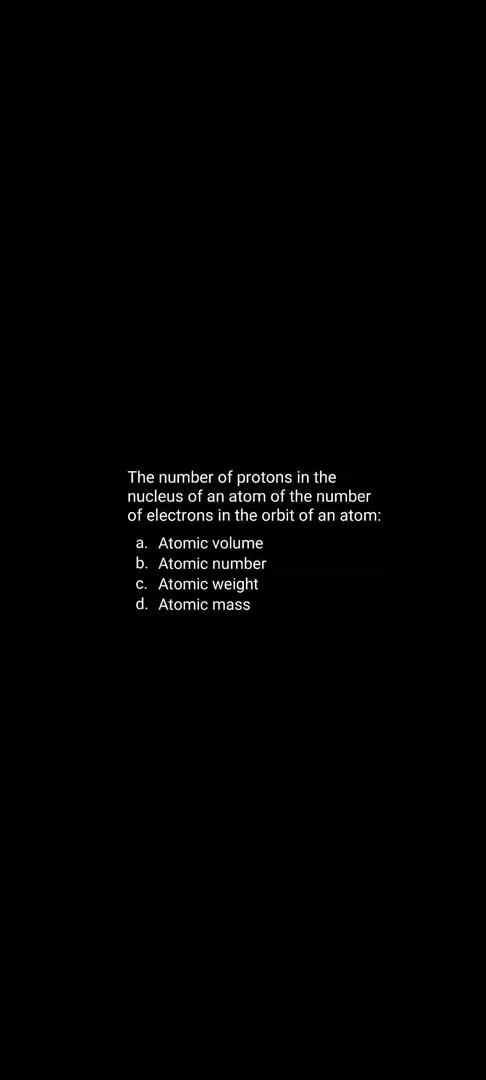 The number of protons in the
nucleus of an atom of the number
of electrons in the orbit of an atom:
a. Atomic volume
b. Atomic number
c. Atomic weight
d. Atomic mass